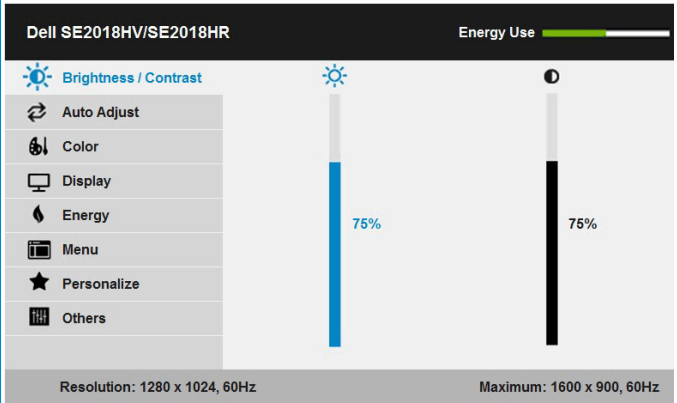 Dell SE2018HV/SE2018HR
Energy Use
Brightness / Contrast
Auto Adjust
Color
Display
Energy
75%
75%
Menu
Personalize
Others
Resolution: 1280 x 1024, 60Hz
Maximum: 1600 x 900, 60Hz